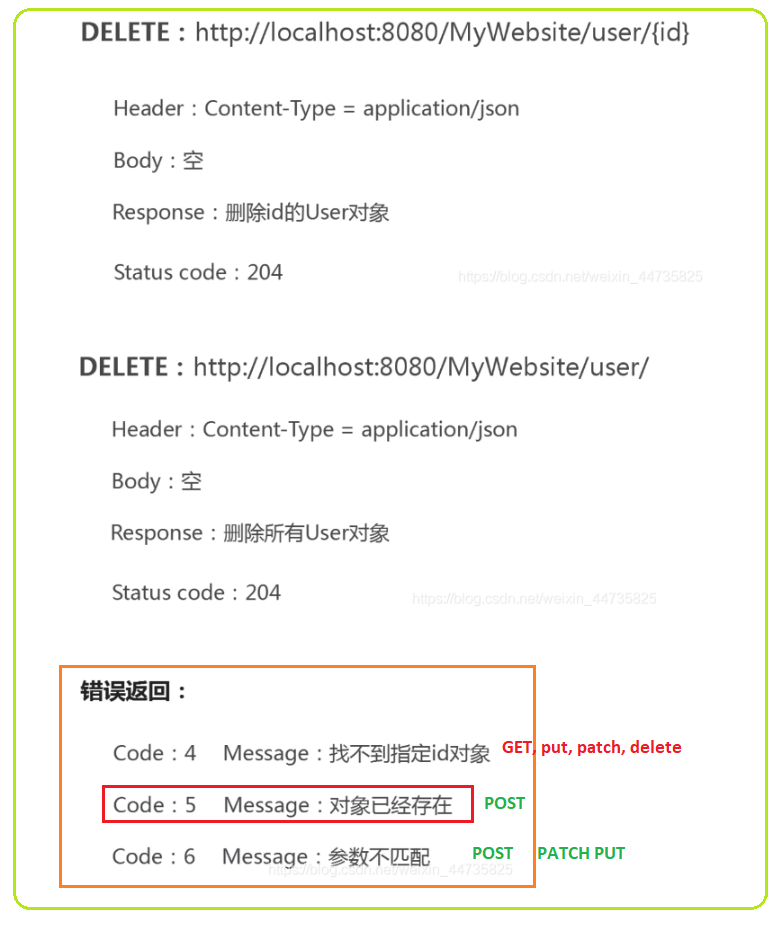 DELETE：http://localhost:8080/MyWebsite/user/{id}
Header：Content-Type = application/json
Body：空
Response：删除id的User对象
Status code：204
https://blog.csdn.net/weixin_44735825
DELETE：http://localhost:8080/MyWebsite/user/
Header：Content-Type = application/json
Body：空
Response：删除所有User对象
Status code：204
https://blog.csdn.net/weixin_44735825
错误返回：
Code：4 Message：找不到指定id对象 GET, put, patch, delete
Code：5 Message：对象已经存在 POST
Code：6 Message：参数不匹配 POST PATCH PUT
https://blog.csdn.net/weixin_44735825